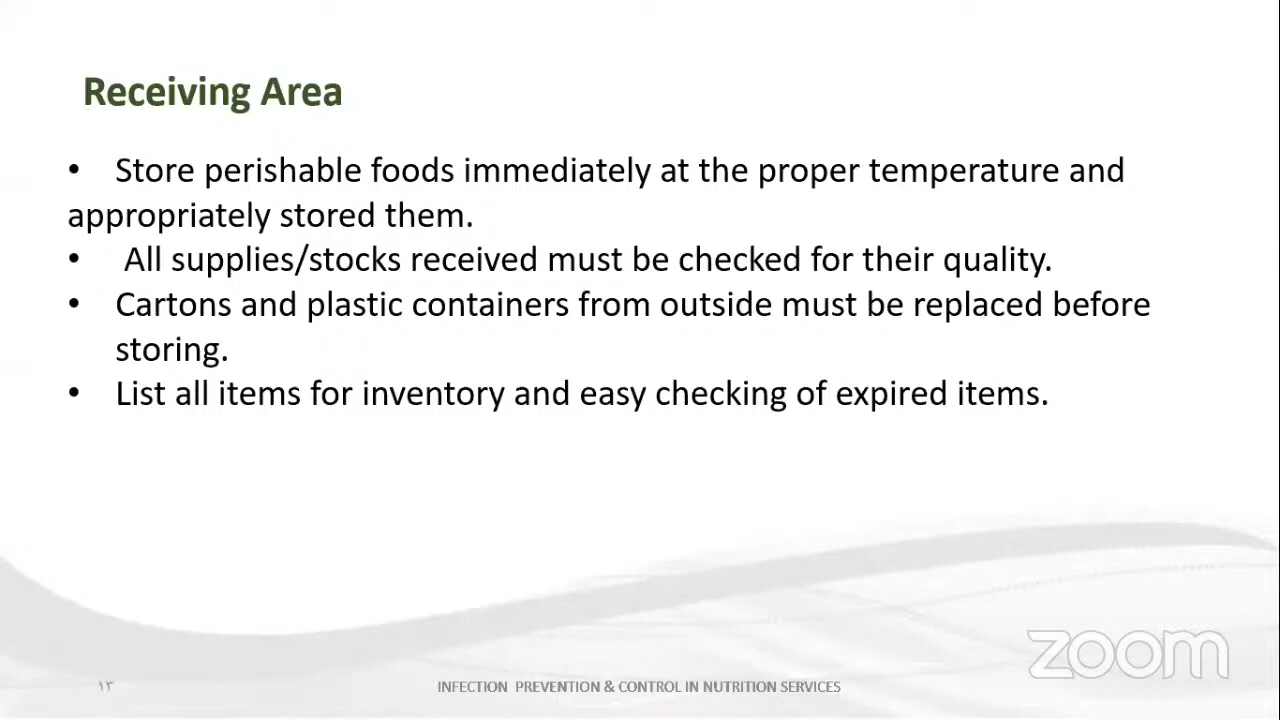 Receiving Area
• Store perishable foods immediately at the proper temperature and
appropriately stored them.
• All supplies/stocks received must be checked for their quality.
• Cartons and plastic containers from outside must be replaced before
storing.
• List all items for inventory and easy checking of expired items.
zoom
١٣
INFECTION PREVENTION & CONTROL IN NUTRITION SERVICES